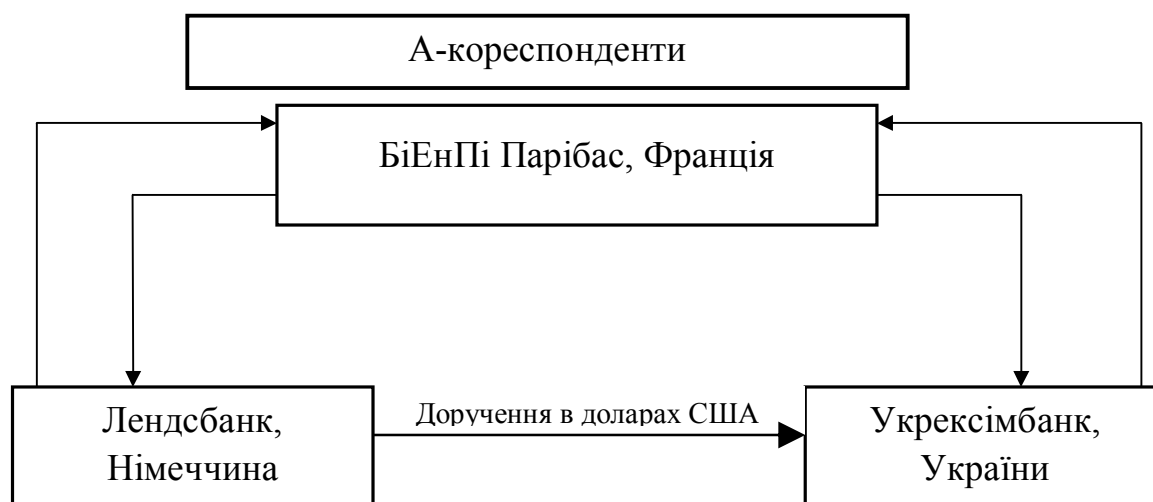 А-кореспонденти
БіЕнПі Парібас, Франція
Лендсбанк,
Німеччина
Доручення в доларах США
Укрексімбанк,
України